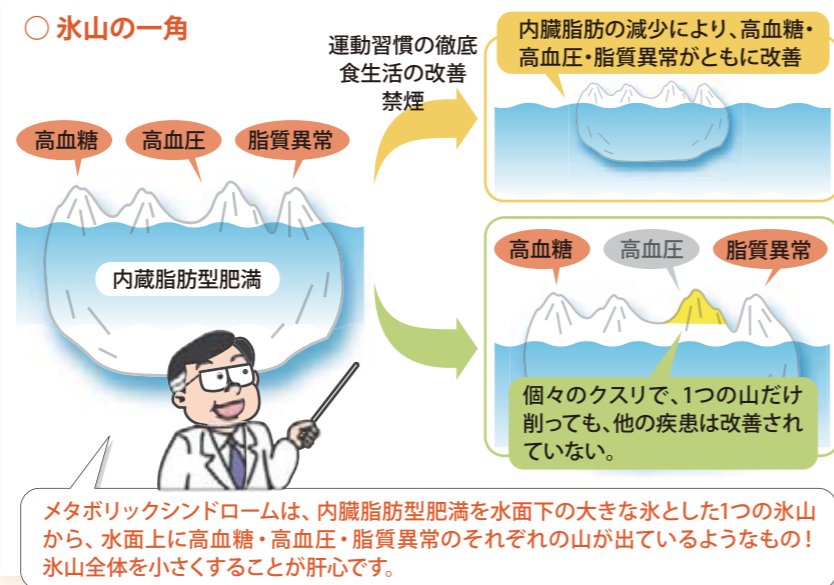 ○ 氷山の一角
運動習慣の徹底
食生活の改善
禁煙
内臓脂肪の減少により、高血糖・
高血圧・脂質異常がともに改善
高血糖
高血圧
脂質異常
内蔵脂肪型肥満
高血糖
高血圧
脂質異常
個々のクスリで、1つの山だけ
削っても、他の疾患は改善され
ていない。
メタボリックシンドロームは、内臓脂肪型肥満を水面下の大きな氷とした1つの氷山
から、水面上に高血糖・高血圧・脂質異常のそれぞれの山が出ているようなもの！
氷山全体を小さくすることが肝心です。